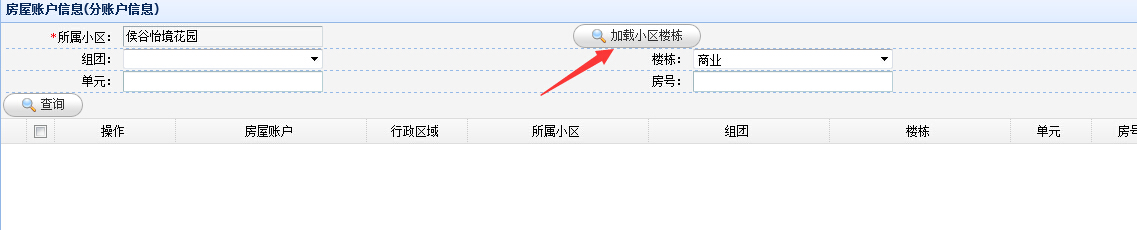 房屋账户信息(分账户信息)
*所属小区： 侯谷怡境花园 加载小区楼栋
组团： 楼栋： 商业
单元： 房号：
查询
操作 房屋账户 行政区域 所属小区 组团 楼栋 单元 房号